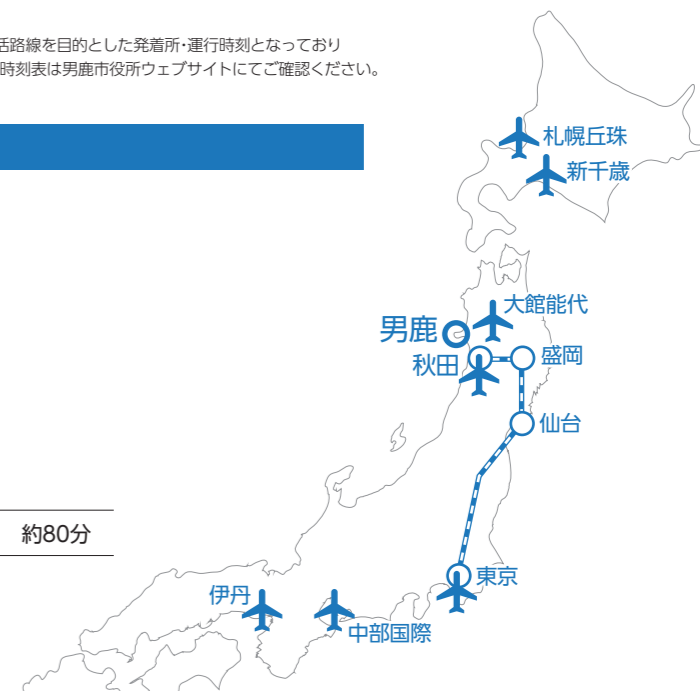 活路線を目的とした発着所・運行時刻となっており
時刻表は男鹿市役所ウェブサイトにてご確認ください。
札幌丘珠
新千歳
大館能代
男鹿
秋田
盛岡
仙台
約80分
東京
伊丹
中部国際